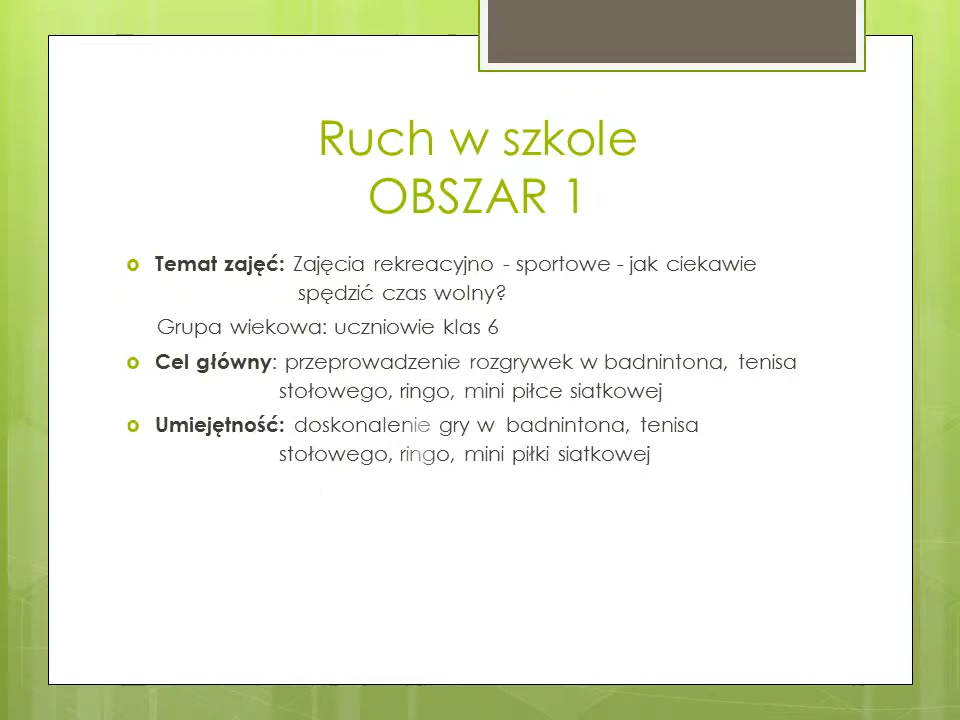 Ruch w szkole
OBSZAR 1
Temat zajęć: Zajęcia rekreacyjno - sportowe - jak ciekawie
spędzić czas wolny?
Grupa wiekowa: uczniowie klas 6
Cel główny: przeprowadzenie rozgrywek w badnintona, tenisa
stołowego, ringo, mini piłce siatkowej
Umiejętność: doskonalenie gry w badnintona, tenisa
stołowego, ringo, mini piłki siatkowej